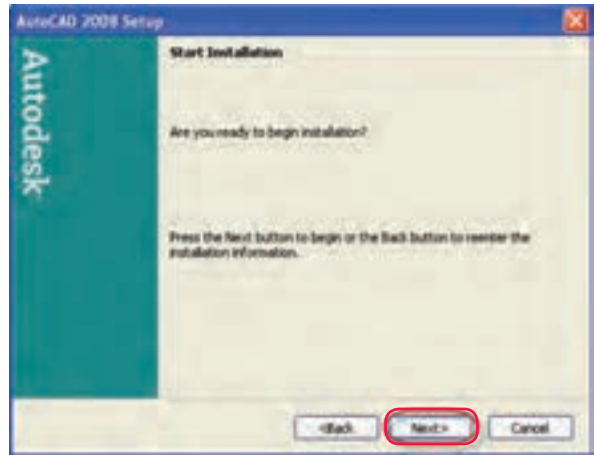 AutoCAD 2008 Setup
Autodesk
Start Installation
Are you ready to begin installation?
Press the Next button to begin or the Back button to reenter the
installation information.
<Back
Next>
Cancel